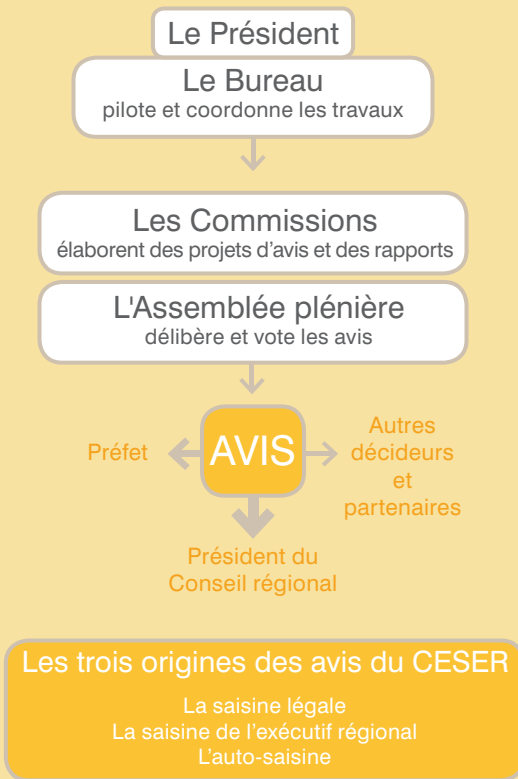 Le Président
Le Bureau
pilote et coordonne les travaux
Les Commissions
élaborent des projets d'avis et des rapports
L'Assemblée plénière
délibère et vote les avis
Préfet
AVIS
Autres
décideurs
et
partenaires
Président du
Conseil régional
Les trois origines des avis du CESER
La saisine légale
La saisine de l'exécutif régional
L'auto-saisine